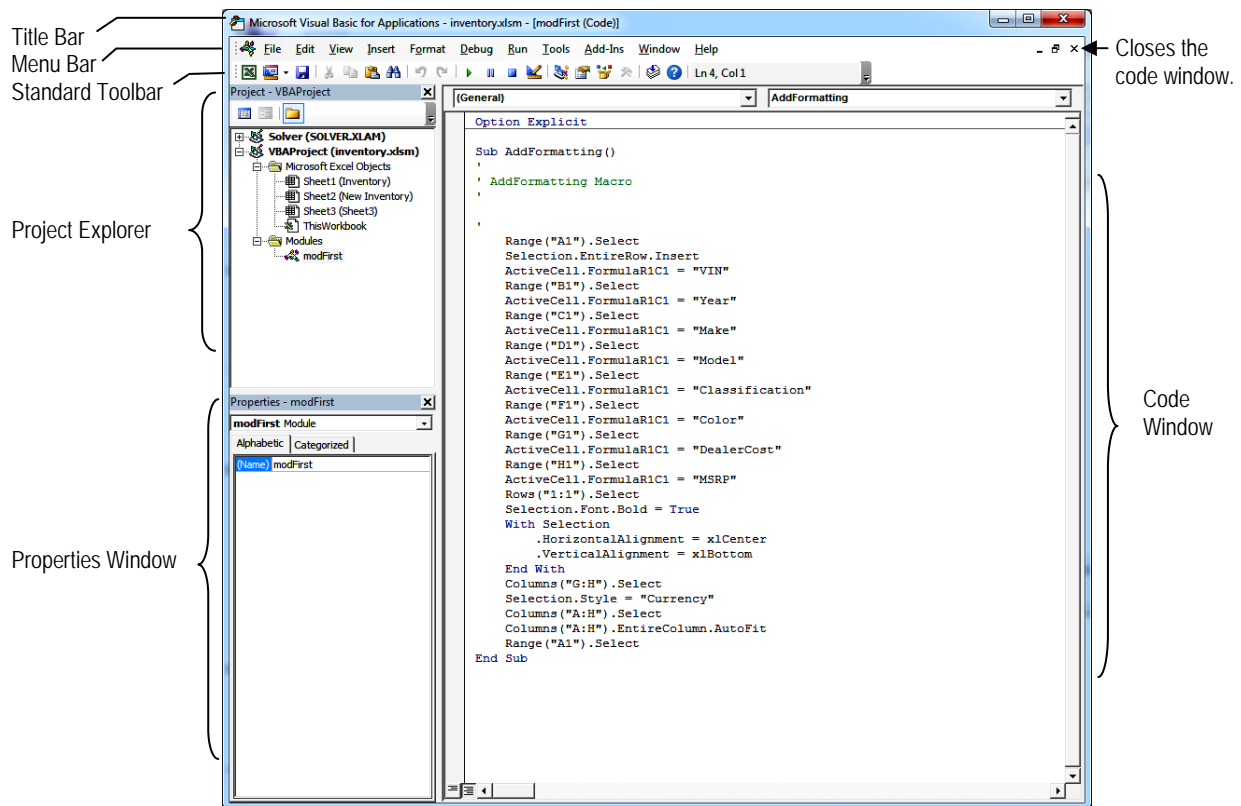 Title Bar
Menu Bar
Standard Toolbar
Project Explorer
Properties Window
Microsoft Visual Basic for Applications - inventory.xlsm - [modFirst (Code)]
File Edit View Insert Format Debug Run Tools Add-Ins Window Help
Ln 4, Col 1
Project - VBAProject
Solver (SOLVER.XLAM)
VBAProject (inventory.xlsm)
Microsoft Excel Objects
Sheet1 (Inventory)
Sheet2 (New Inventory)
Sheet3 (Sheet3)
ThisWorkbook
Modules
modFirst
Properties - modFirst
modFirst Module
Alphabetic Categorized
(Name) modFirst
(General) AddFormatting
Option Explicit
Sub AddFormatting()
'
' AddFormatting Macro
'
'
Range("A1").Select
Selection.EntireRow.Insert
ActiveCell.FormulaR1C1 = "VIN"
Range("B1").Select
ActiveCell.FormulaR1C1 = "Year"
Range("C1").Select
ActiveCell.FormulaR1C1 = "Make"
Range("D1").Select
ActiveCell.FormulaR1C1 = "Model"
Range("E1").Select
ActiveCell.FormulaR1C1 = "Classification"
Range("F1").Select
ActiveCell.FormulaR1C1 = "Color"
Range("G1").Select
ActiveCell.FormulaR1C1 = "DealerCost"
Range("H1").Select
ActiveCell.FormulaR1C1 = "MSRP"
Rows("1:1").Select
Selection.Font.Bold = True
With Selection
.HorizontalAlignment = xlCenter
.VerticalAlignment = xlBottom
End With
Columns("G:H").Select
Selection.Style = "Currency"
Columns("A:H").Select
Columns("A:H").EntireColumn.AutoFit
Range("A1").Select
End Sub
Closes the
code window.
Code
Window